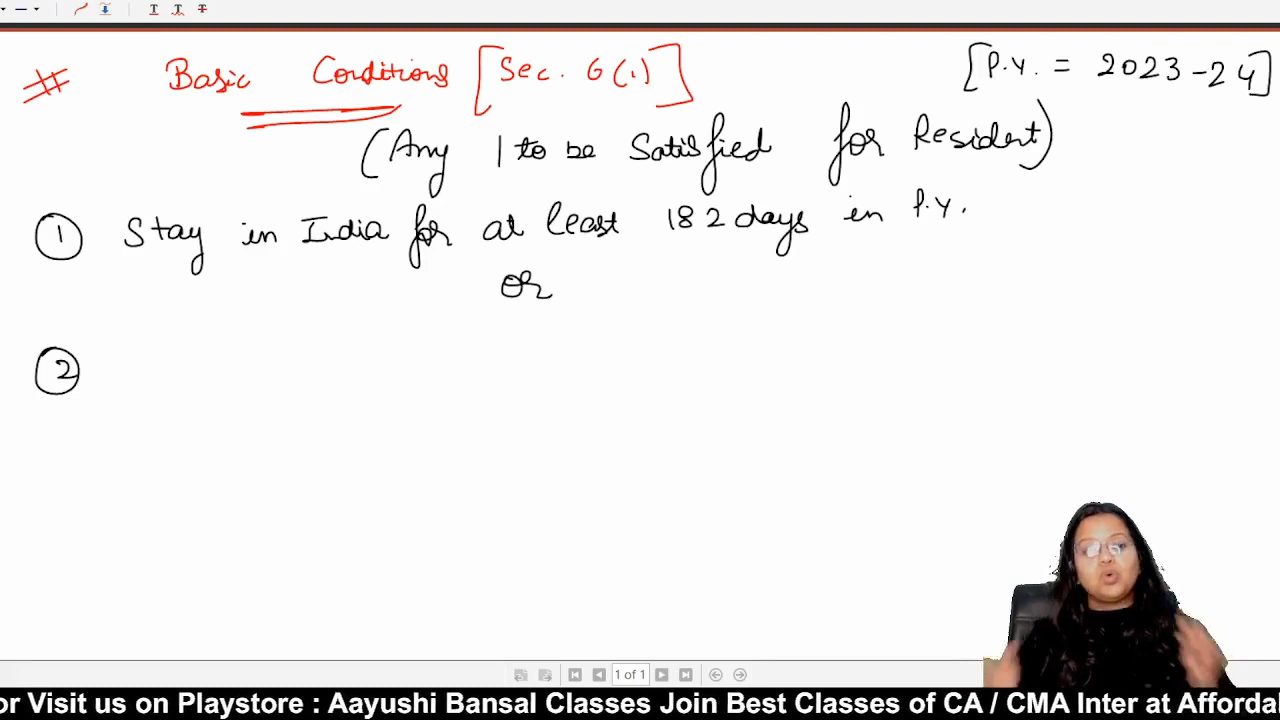 # Basic Conditions [Sec. 6(1)] [P.Y. = 2023-24]
(Any 1 to be Satisfied for Resident)
① Stay in India for at least 182 days in P.Y.
or
②
1 of 1
or Visit us on Playstore : Aayushi Bansal Classes Join Best Classes of CA / CMA Inter at Afforda